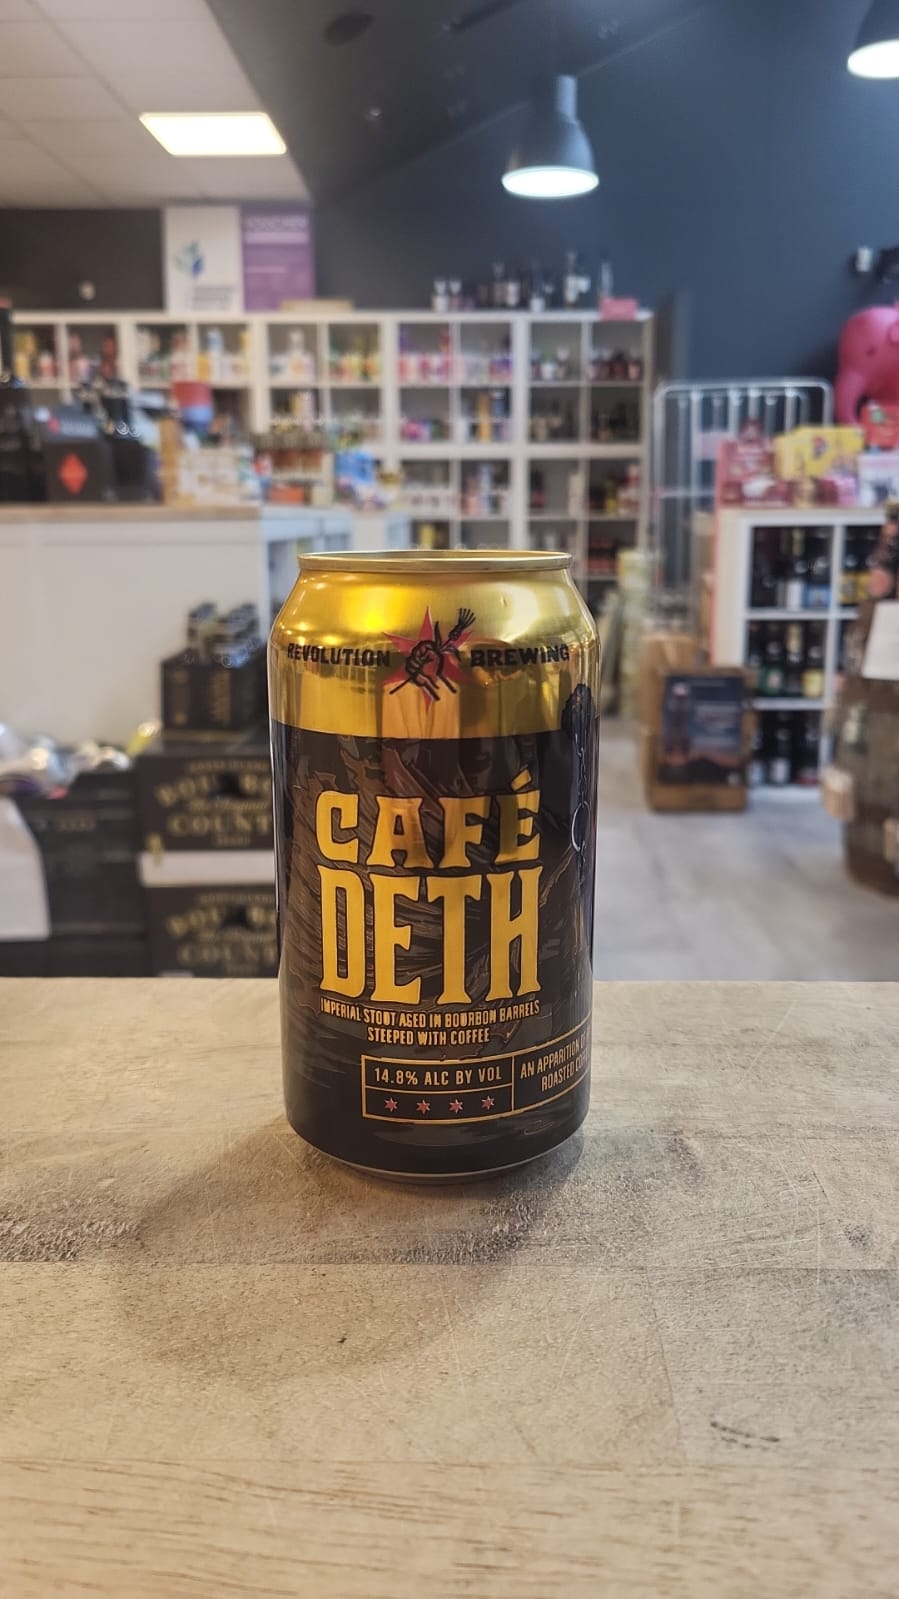 REVOLUTION BREWING
CAFÉ
DETH
IMPERIAL STOUT AGED IN BOURBON BARRELS
STEEPED WITH COFFEE
14.8% ALC BY VOL
AN APPARITION
ROASTED
COUNTY